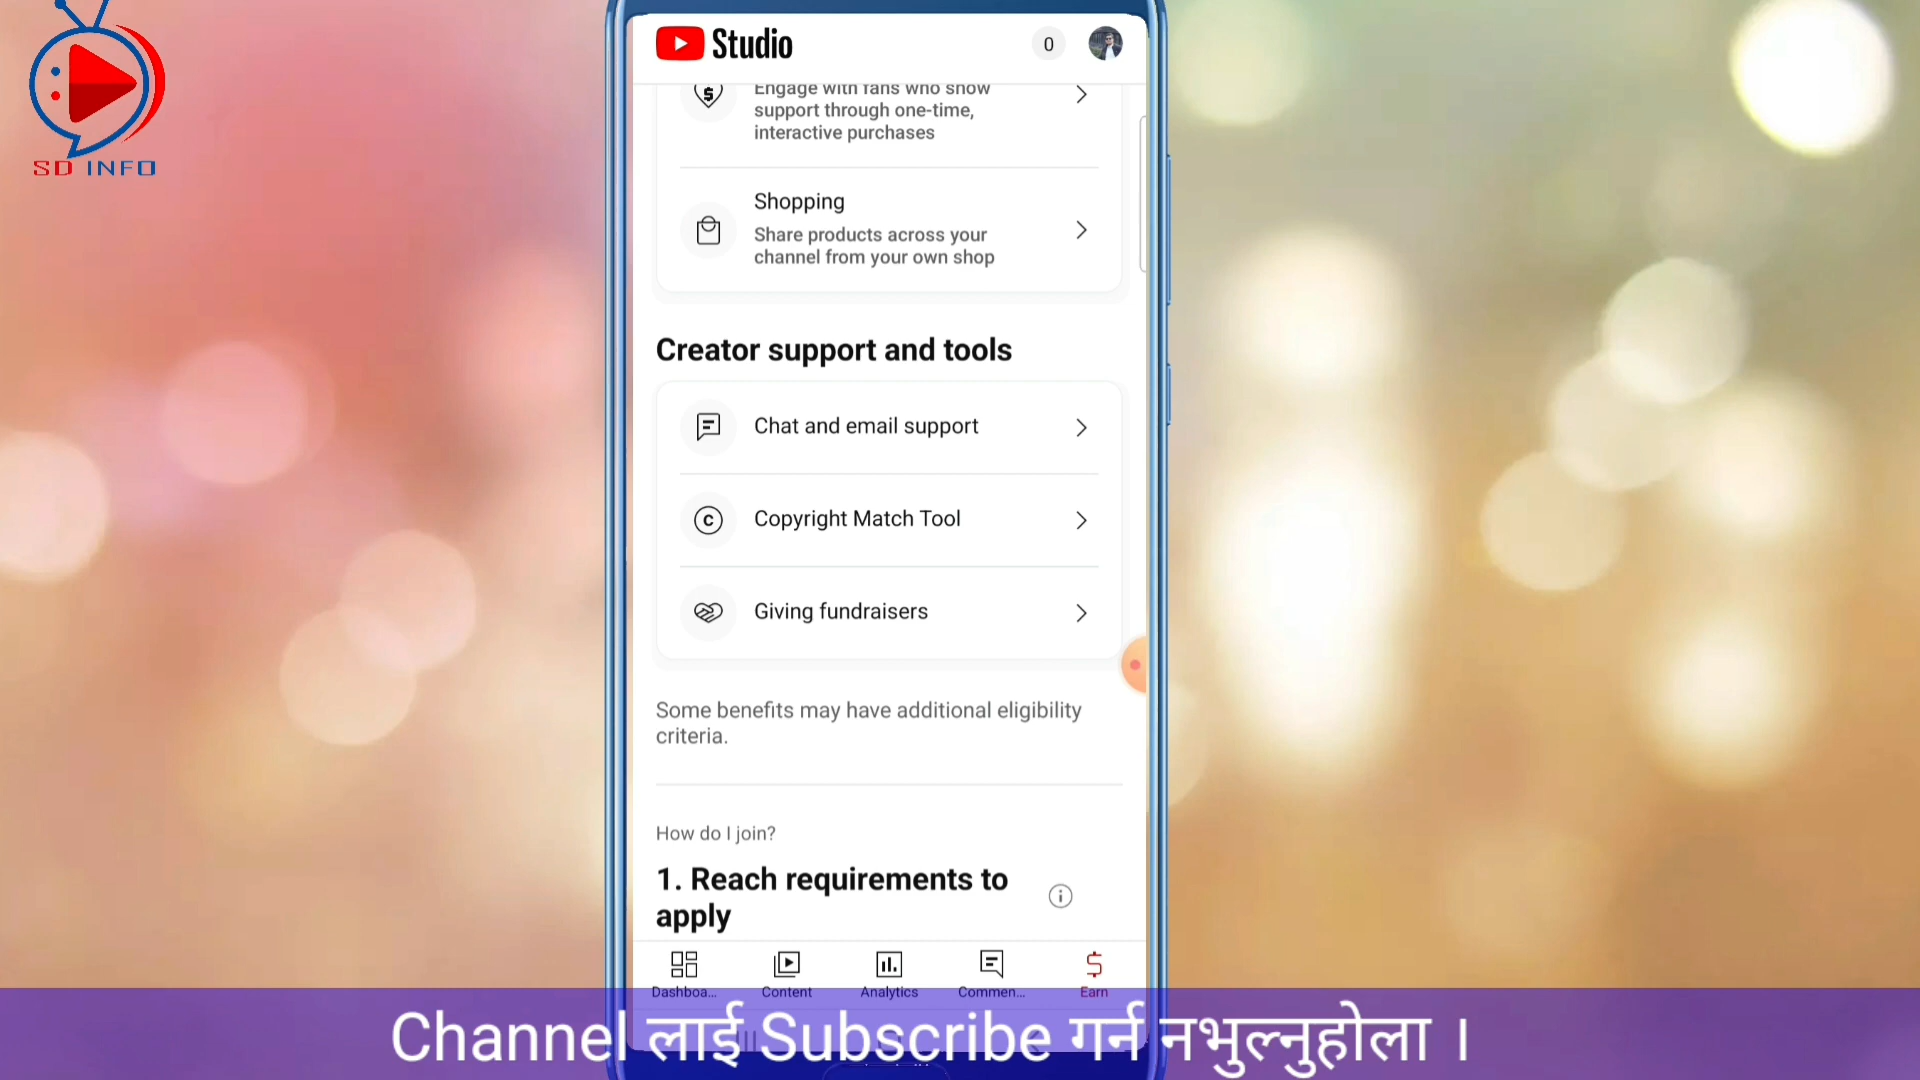 SD INFO
Studio
0
Engage with fans who show
support through one-time,
interactive purchases
Shopping
Share products across your
channel from your own shop
Creator support and tools
Chat and email support
Copyright Match Tool
Giving fundraisers
Some benefits may have additional eligibility
criteria.
How do I join?
1. Reach requirements to
apply
Dashboa...
Content
Analytics
Commen...
Earn
Channel लाई Subscribe गर्न नभुल्नुहोला ।